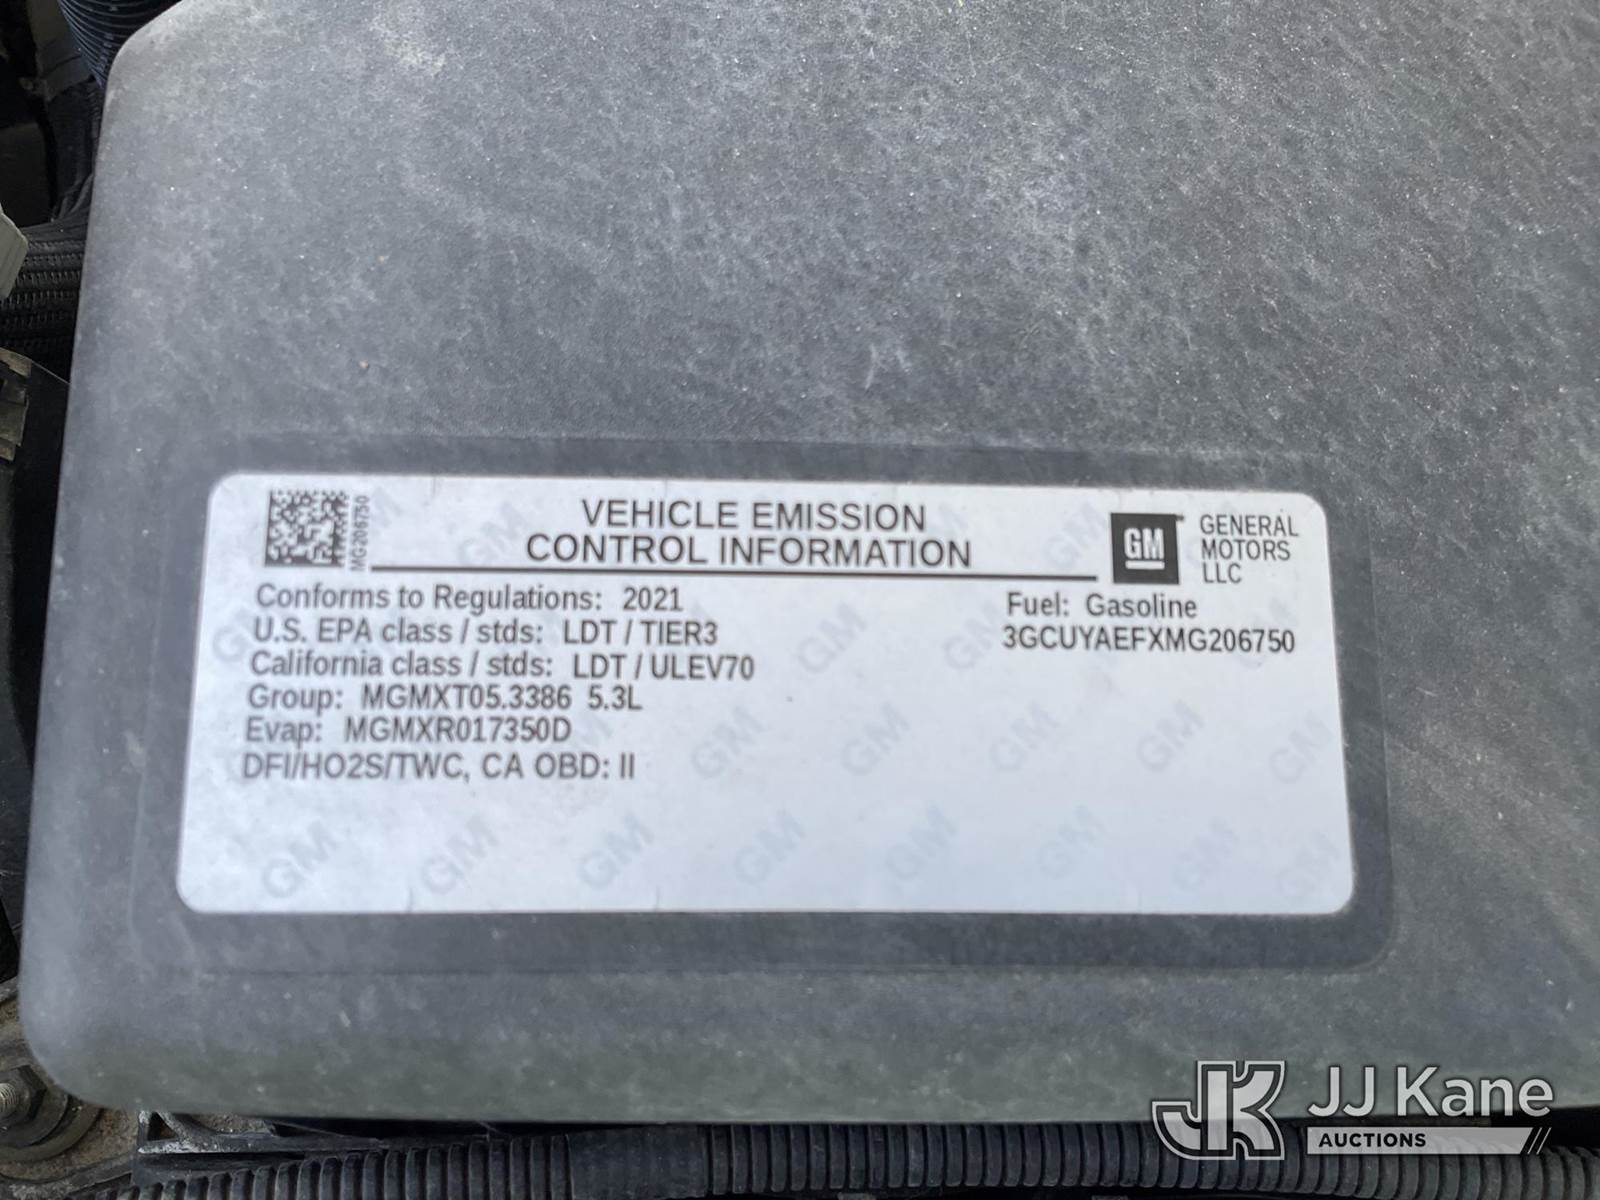 MG206750
VEHICLE EMISSION
CONTROL INFORMATION
GM
GENERAL
MOTORS
LLC
Conforms to Regulations: 2021
U.S. EPA class / stds: LDT / TIER3
California class / stds: LDT / ULEV70
Group: MGMXT05.3386 5.3L
Evap: MGMXR017350D
DFI/HO2S/TWC, CA OBD: II
Fuel: Gasoline
3GCUYAEFXMG206750
JK JJ Kane
AUCTIONS